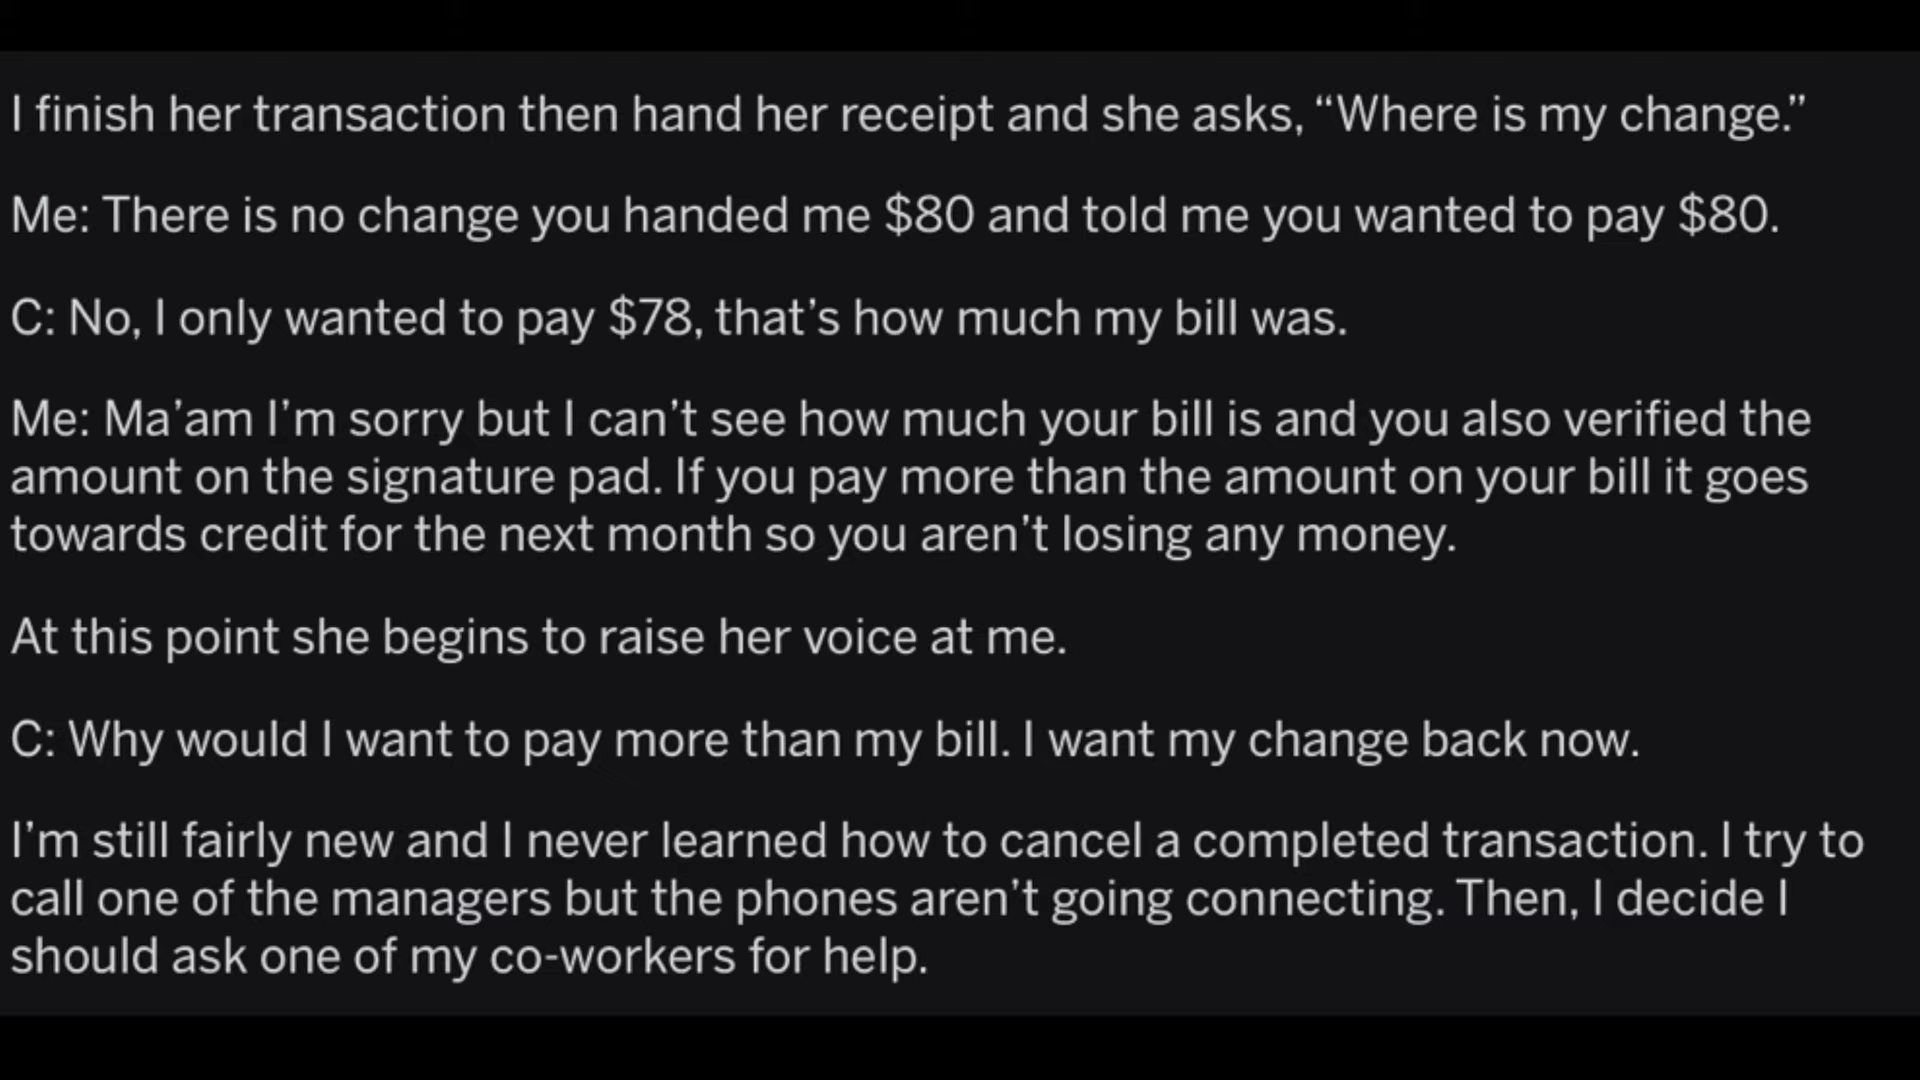 I finish her transaction then hand her receipt and she asks, “Where is my change.”
Me: There is no change you handed me $80 and told me you wanted to pay $80.
C: No, I only wanted to pay $78, that’s how much my bill was.
Me: Ma’am I’m sorry but I can’t see how much your bill is and you also verified the
amount on the signature pad. If you pay more than the amount on your bill it goes
towards credit for the next month so you aren’t losing any money.
At this point she begins to raise her voice at me.
C: Why would I want to pay more than my bill. I want my change back now.
I’m still fairly new and I never learned how to cancel a completed transaction. I try to
call one of the managers but the phones aren’t going connecting. Then, I decide I
should ask one of my co-workers for help.